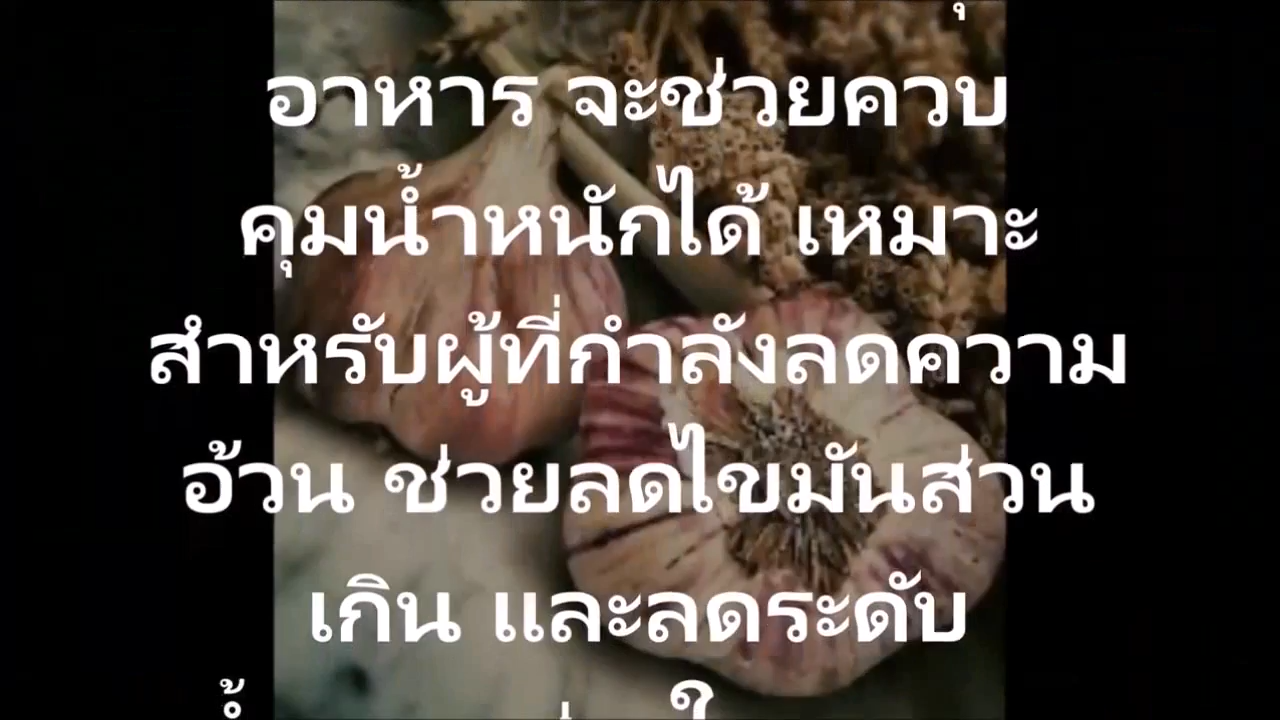 อาหาร จะช่วยควบ
คุมน้ำหนักได้ เหมาะ
สำหรับผู้ที่กำลังลดความ
อ้วน ช่วยลดไขมันส่วน
เกิน และลดระดับ